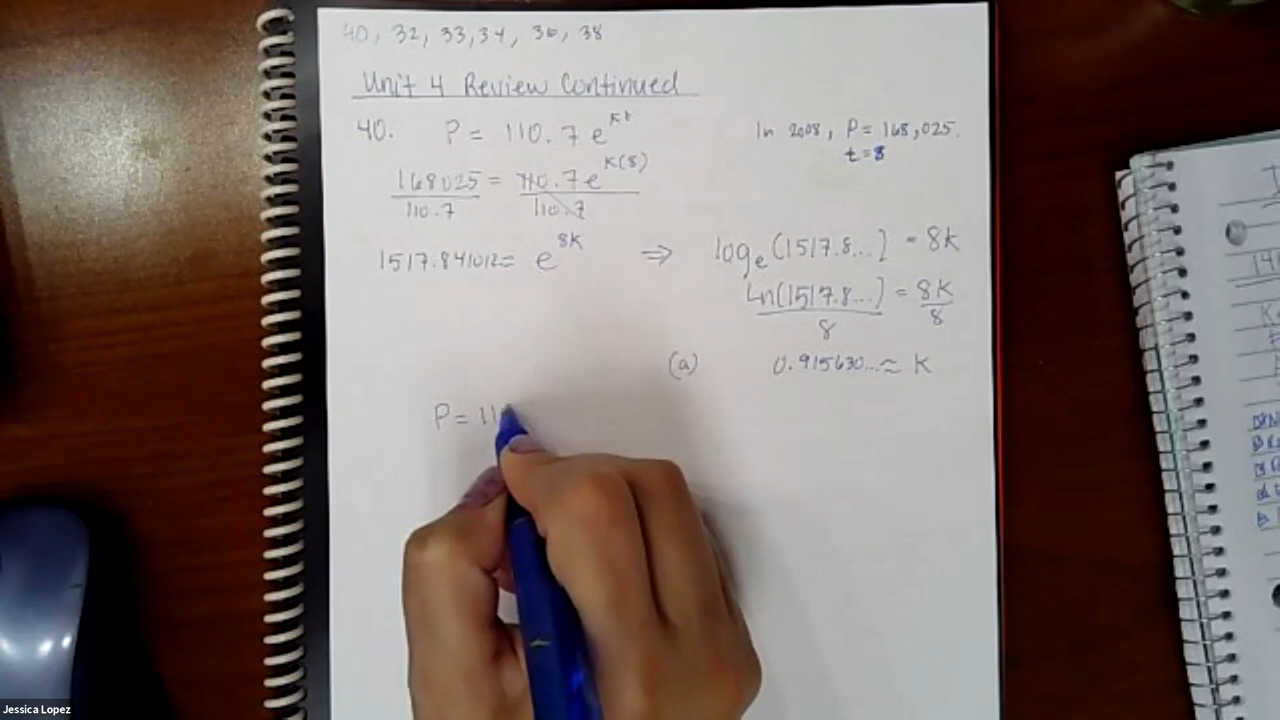 40, 32, 33, 34, 36, 38
Unit 4 Review Continued
40. P = 110.7 e^{kt}
In 2008, P = 168,025.
t = 8
168025/110.7 = 110.7e^{k(8)}/110.7
1517.841012 = e^{8k} ⇒ log_e(1517.8...) = 8k
Ln(1517.8...)/8 = 8k/8
(a) 0.915630... ≈ k
P = 11
Jessica Lopez